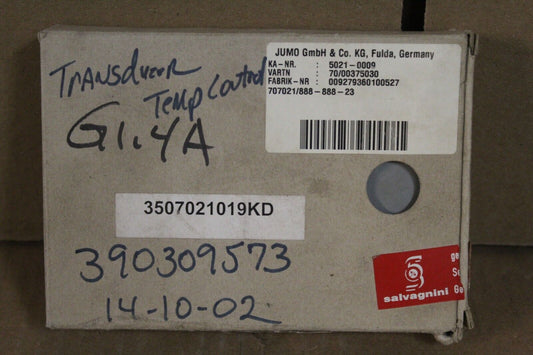 TRANSducer
Temp Control
G1.4A
JUMO GmbH & Co. KG, Fulda, Germany
KA-NR. : 5021-0009
VARTN : 70/00375030
FABRIK-NR : 009279360100527
707021/888-888-23
3507021019KD
390309573
14-10-02
salvagnini